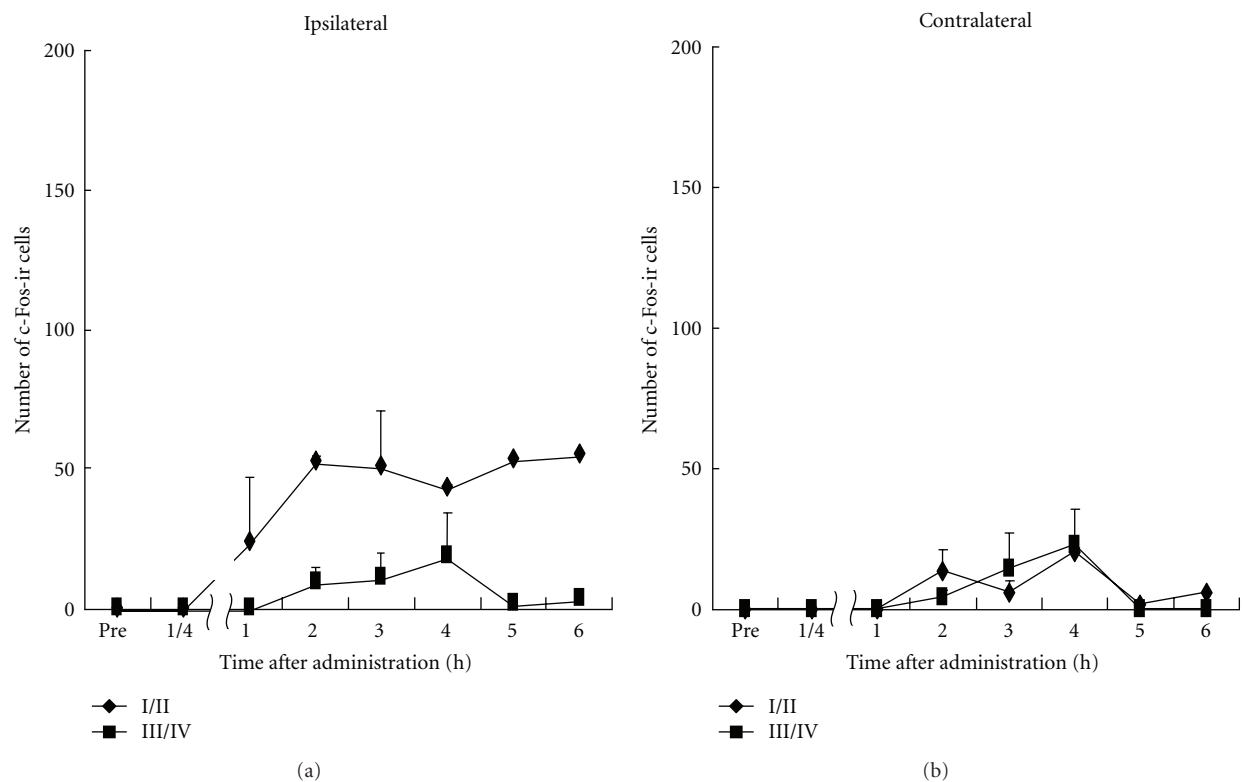 Ipsilateral
200
150
100
50
0
Number of c-Fos-ir cells
Pre 1/4 1 2 3 4 5 6
Time after administration (h)
I/II
III/IV
(a)
Contralateral
200
150
100
50
0
Number of c-Fos-ir cells
Pre 1/4 1 2 3 4 5 6
Time after administration (h)
I/II
III/IV
(b)